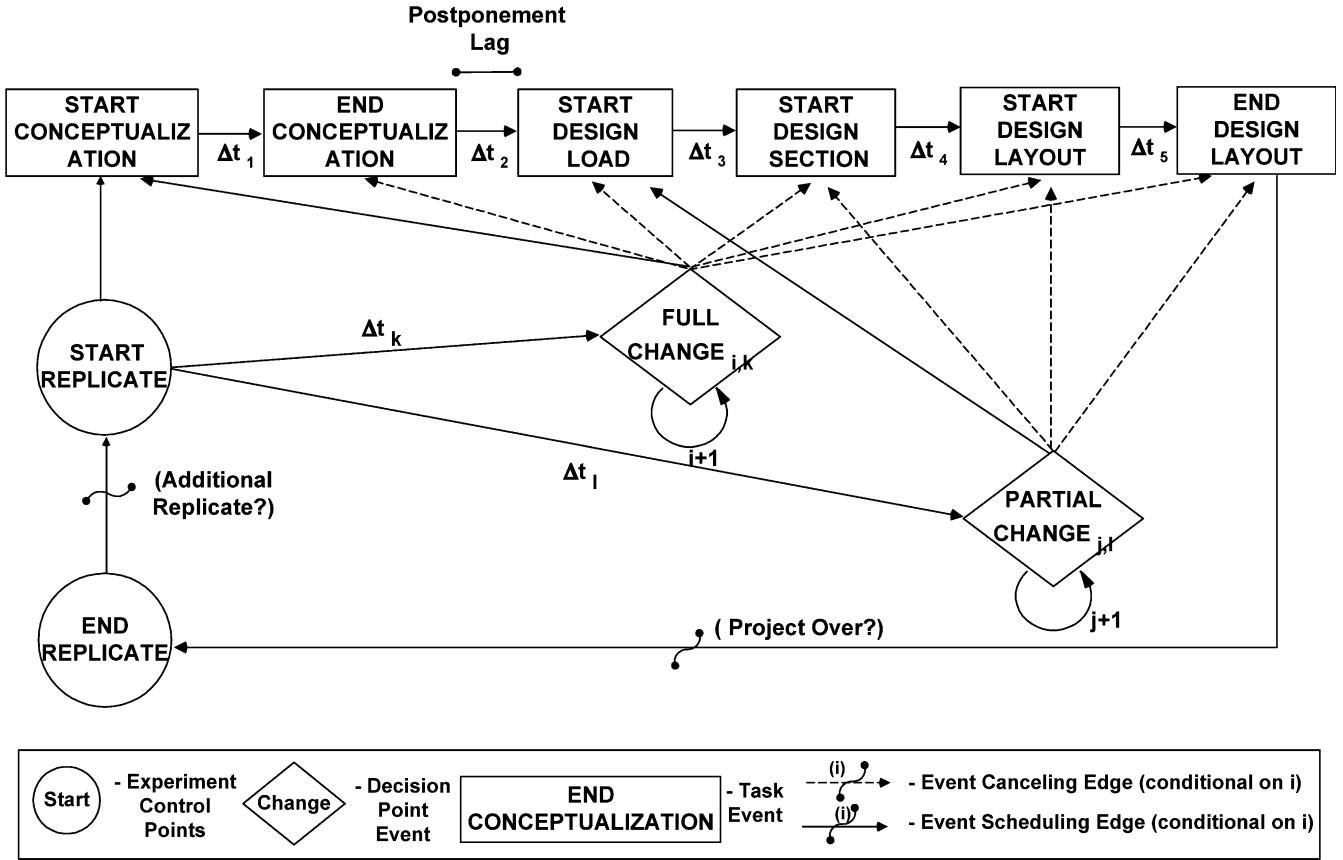 Postponement
Lag
START
CONCEPTUALIZ
ATION
Δt 1
END
CONCEPTUALIZ
ATION
Δt 2
START
DESIGN
LOAD
Δt 3
START
DESIGN
SECTION
Δt 4
START
DESIGN
LAYOUT
Δt 5
END
DESIGN
LAYOUT
START
REPLICATE
Δt k
FULL
CHANGE i,k
i+1
Δt l
(Additional
Replicate?)
PARTIAL
CHANGE j,l
j+1
END
REPLICATE
( Project Over?)
Start
- Experiment
Control
Points
Change
- Decision
Point
Event
END
CONCEPTUALIZATION
- Task
Event
(i)
- Event Canceling Edge (conditional on i)
(i)
- Event Scheduling Edge (conditional on i)